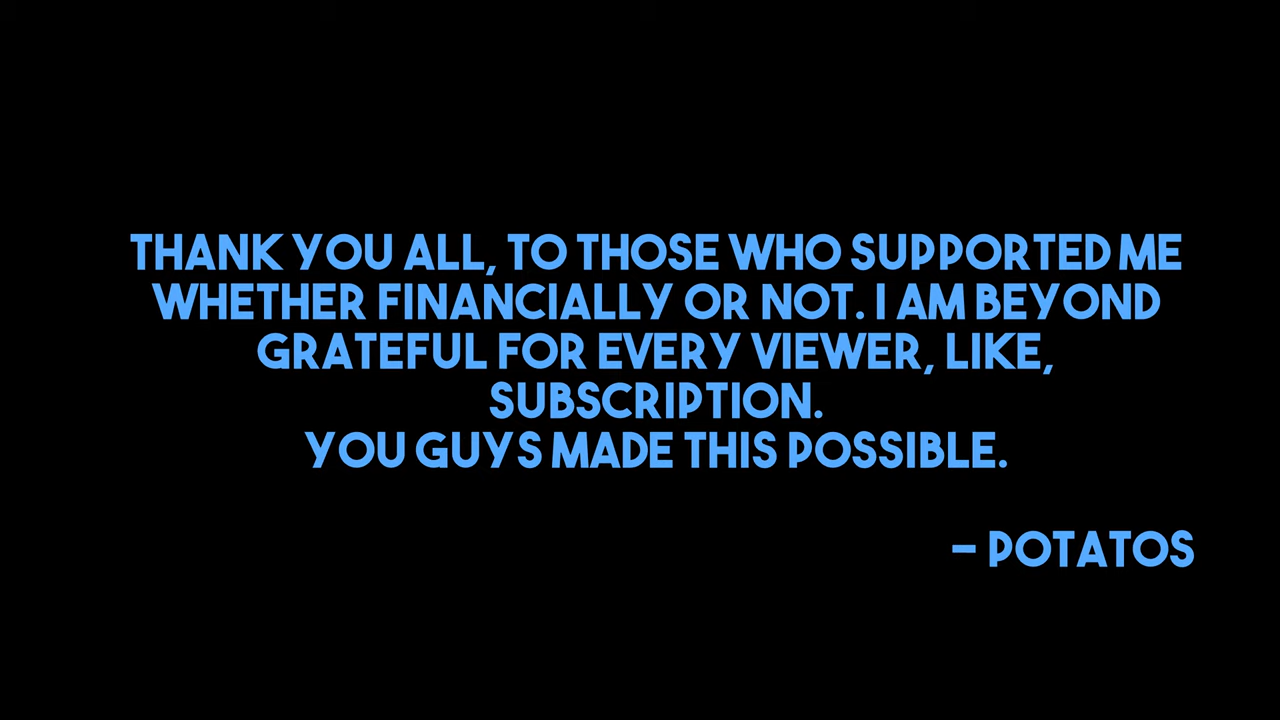 THANK YOU ALL, TO THOSE WHO SUPPORTED ME
WHETHER FINANCIALLY OR NOT. I AM BEYOND
GRATEFUL FOR EVERY VIEWER, LIKE,
SUBSCRIPTION.
YOU GUYS MADE THIS POSSIBLE.
- POTATOS